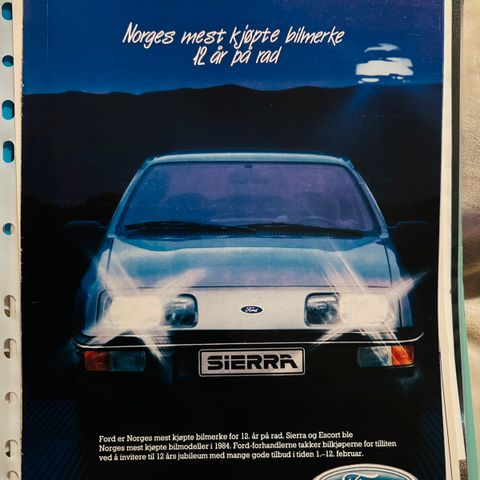 Norges mest kjøpte bilmerke
12 år på rad
Ford
SIERRA
Ford er Norges mest kjøpte bilmerke for 12. år på rad. Sierra og Escort ble
Norges mest kjøpte bilmodeller i 1984. Ford-forhandlerne takker bilkjøperne for tilliten
ved å invitere til 12 års jubileum med mange gode tilbud i tiden 1.–12. februar.
Ford